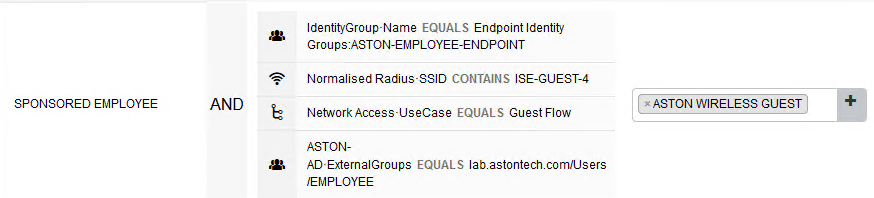 IdentityGroup·Name EQUALS Endpoint Identity
Groups:ASTON-EMPLOYEE-ENDPOINT
Normalised Radius·SSID CONTAINS ISE-GUEST-4
SPONSORED EMPLOYEE
AND
× ASTON WIRELESS GUEST
+
Network Access·UseCase EQUALS Guest Flow
ASTON-
AD·ExternalGroups EQUALS lab.astontech.com/Users
/EMPLOYEE